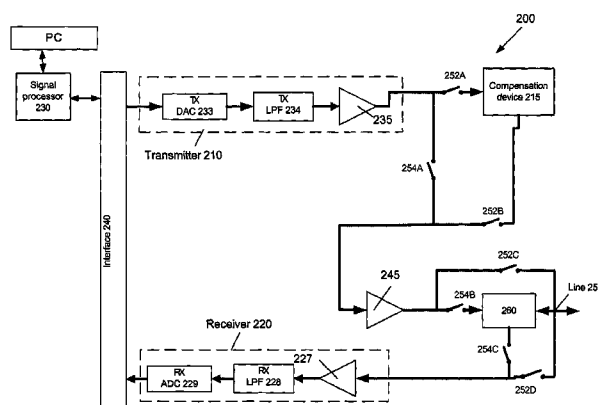 PC
200
Signal
processor
230
252A
Compensation
device 215
TX
DAC 233
TX
LPF 234
235
Transmitter 210
254A
252B
Interface 240
245
252C
254B
260
Line 25
Receiver 220
254C
227
RX
ADC 229
RX
LPF 228
252D